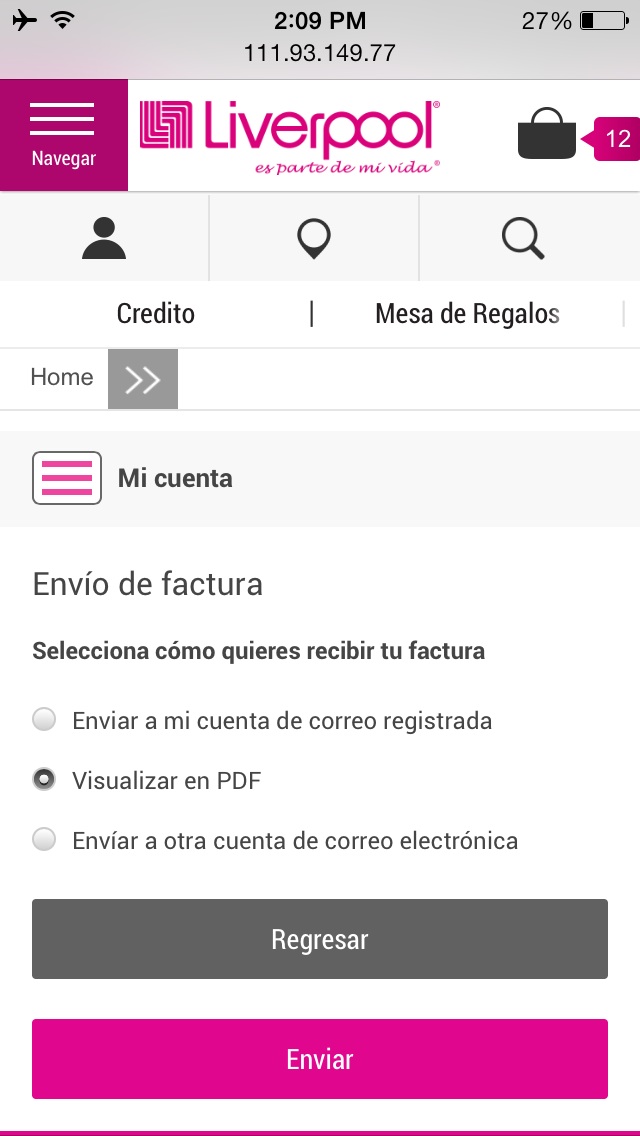 2:09 PM
27%
111.93.149.77
Navegar
Liverpool®
es parte de mi vida®
12
Credito | Mesa de Regalos |
Home
Mi cuenta
Envío de factura
Selecciona cómo quieres recibir tu factura
Enviar a mi cuenta de correo registrada
Visualizar en PDF
Envíar a otra cuenta de correo electrónica
Regresar
Enviar